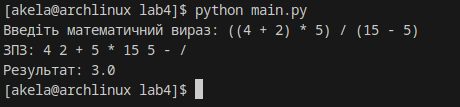 [akela@archlinux lab4]$ python main.py
Введіть математичний вираз: ((4 + 2) * 5) / (15 - 5)
ЗПЗ: 4 2 + 5 * 15 5 - /
Результат: 3.0
[akela@archlinux lab4]$